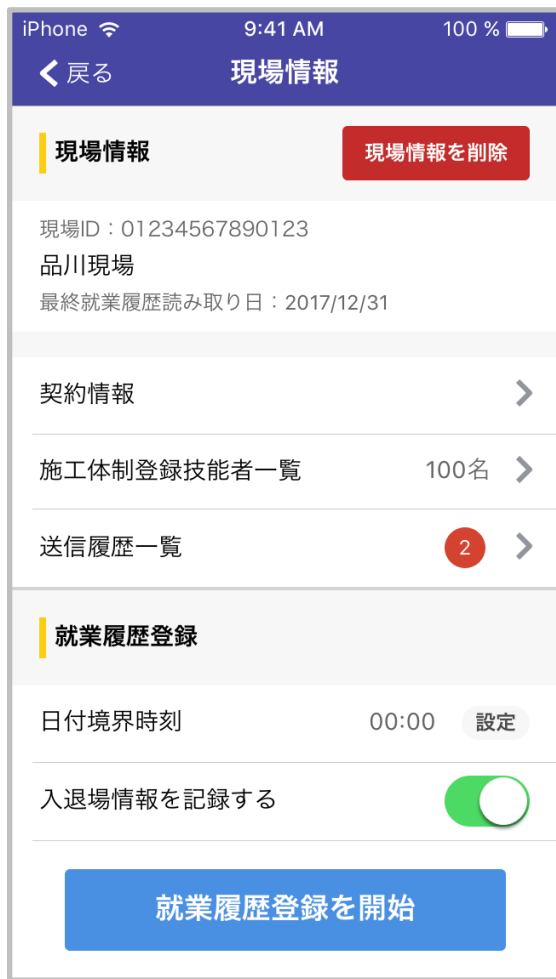 iPhone 9:41 AM 100 %
戻る 現場情報
現場情報 現場情報を削除
現場ID：01234567890123
品川現場
最終就業履歴読み取り日：2017/12/31
契約情報
施工体制登録技能者一覧 100名
送信履歴一覧 2
就業履歴登録
日付境界時刻 00:00 設定
入退場情報を記録する
就業履歴登録を開始